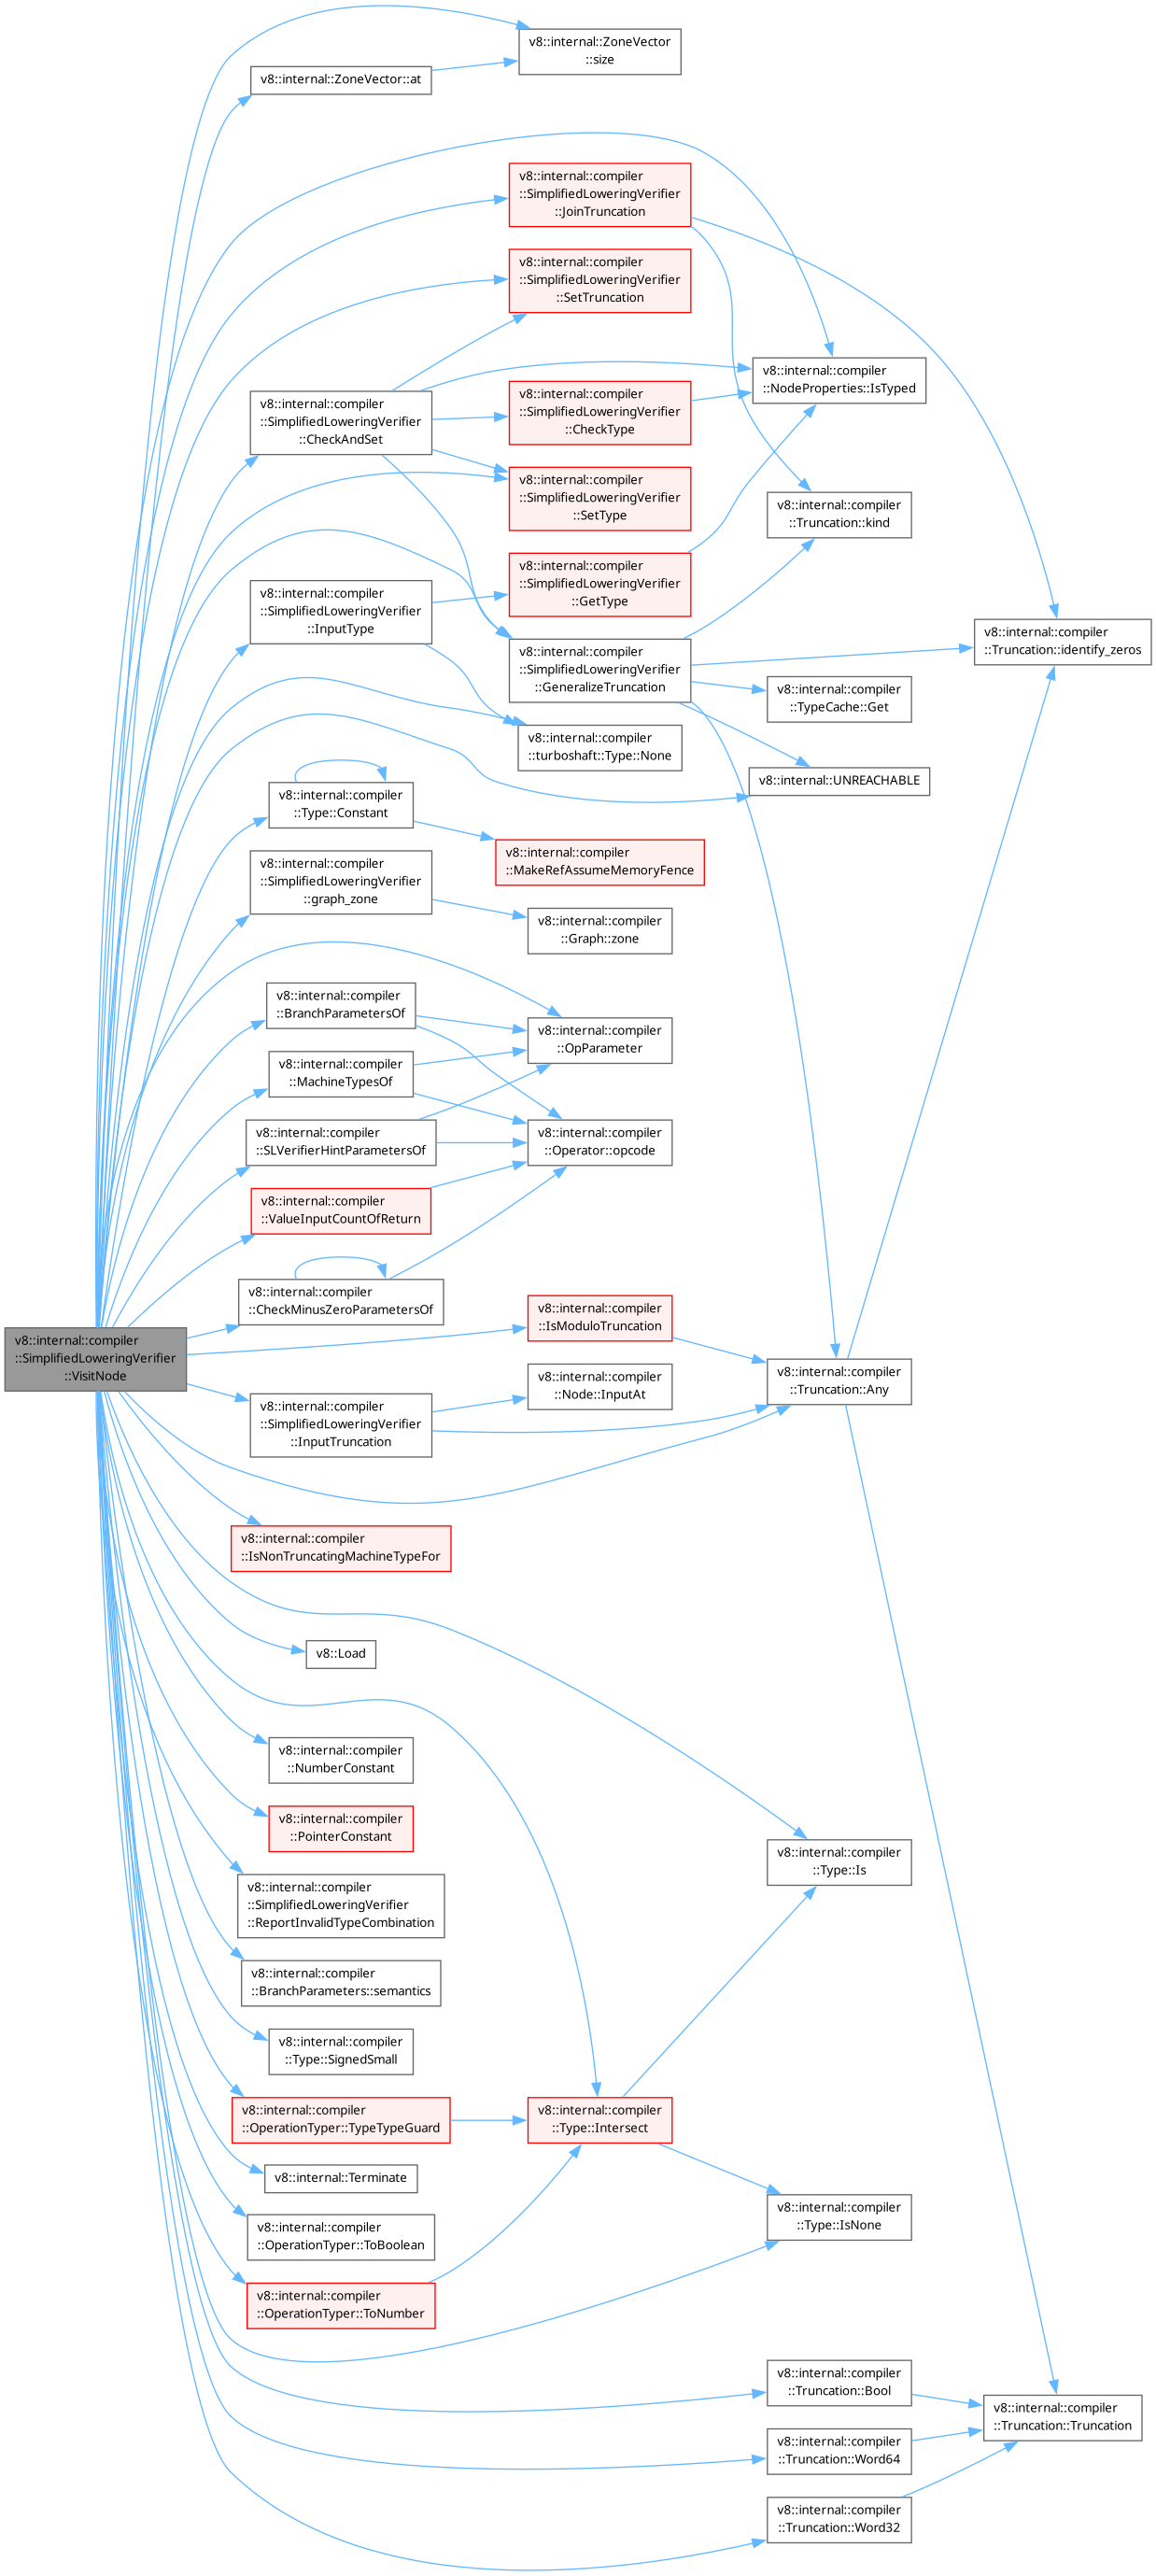 v8::internal::ZoneVector
::size
v8::internal::ZoneVector::at
v8::internal::compiler
::SimplifiedLoweringVerifier
::JoinTruncation
v8::internal::compiler
::SimplifiedLoweringVerifier
::SetTruncation
v8::internal::compiler
::NodeProperties::IsTyped
v8::internal::compiler
::SimplifiedLoweringVerifier
::CheckAndSet
v8::internal::compiler
::SimplifiedLoweringVerifier
::CheckType
v8::internal::compiler
::SimplifiedLoweringVerifier
::SetType
v8::internal::compiler
::Truncation::kind
v8::internal::compiler
::SimplifiedLoweringVerifier
::InputType
v8::internal::compiler
::SimplifiedLoweringVerifier
::GetType
v8::internal::compiler
::Truncation::identify_zeros
v8::internal::compiler
::SimplifiedLoweringVerifier
::GeneralizeTruncation
v8::internal::compiler
::TypeCache::Get
v8::internal::compiler
::turboshaft::Type::None
v8::internal::UNREACHABLE
v8::internal::compiler
::Type::Constant
v8::internal::compiler
::MakeRefAssumeMemoryFence
v8::internal::compiler
::SimplifiedLoweringVerifier
::graph_zone
v8::internal::compiler
::Graph::zone
v8::internal::compiler
::BranchParametersOf
v8::internal::compiler
::OpParameter
v8::internal::compiler
::MachineTypesOf
v8::internal::compiler
::SLVerifierHintParametersOf
v8::internal::compiler
::Operator::opcode
v8::internal::compiler
::ValueInputCountOfReturn
v8::internal::compiler
::CheckMinusZeroParametersOf
v8::internal::compiler
::SimplifiedLoweringVerifier
::VisitNode
v8::internal::compiler
::IsModuloTruncation
v8::internal::compiler
::Node::InputAt
v8::internal::compiler
::Truncation::Any
v8::internal::compiler
::SimplifiedLoweringVerifier
::InputTruncation
v8::internal::compiler
::IsNonTruncatingMachineTypeFor
v8::Load
v8::internal::compiler
::NumberConstant
v8::internal::compiler
::PointerConstant
v8::internal::compiler
::Type::Is
v8::internal::compiler
::SimplifiedLoweringVerifier
::ReportInvalidTypeCombination
v8::internal::compiler
::BranchParameters::semantics
v8::internal::compiler
::Type::SignedSmall
v8::internal::compiler
::OperationTyper::TypeTypeGuard
v8::internal::compiler
::Type::Intersect
v8::internal::Terminate
v8::internal::compiler
::Type::IsNone
v8::internal::compiler
::OperationTyper::ToBoolean
v8::internal::compiler
::OperationTyper::ToNumber
v8::internal::compiler
::Truncation::Bool
v8::internal::compiler
::Truncation::Truncation
v8::internal::compiler
::Truncation::Word64
v8::internal::compiler
::Truncation::Word32